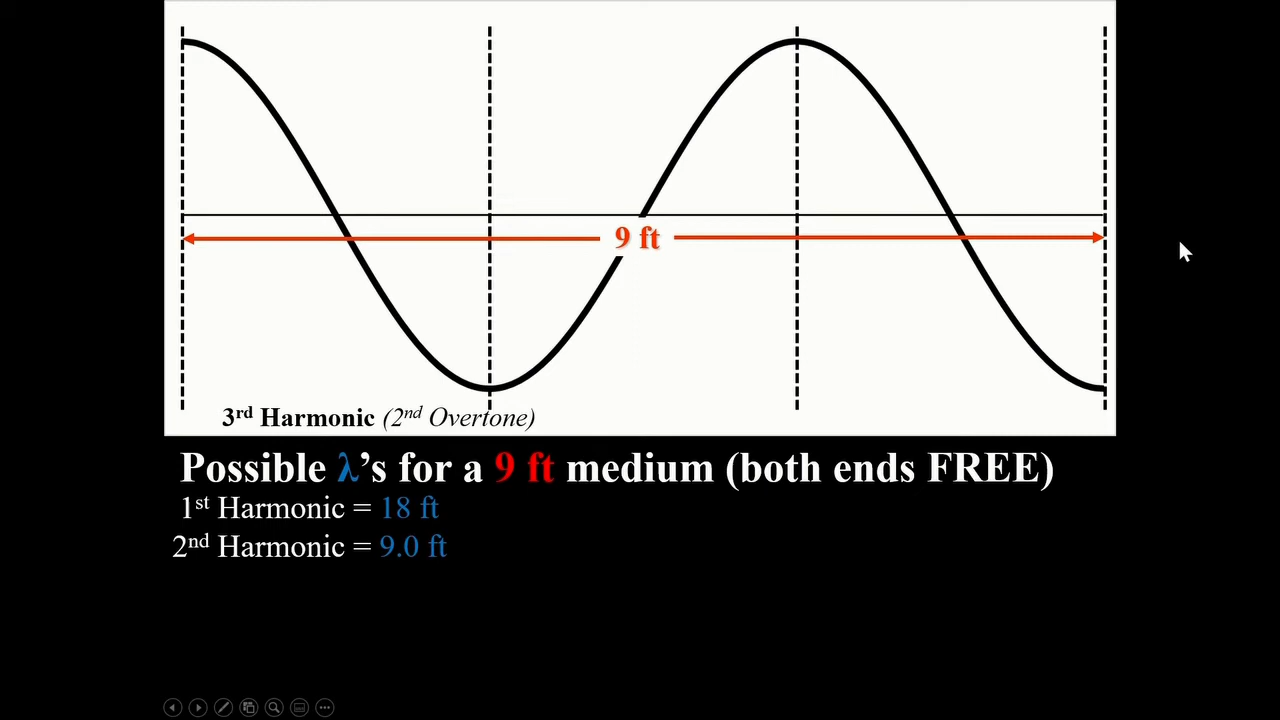 9 ft
3rd Harmonic (2nd Overtone)
Possible λ's for a 9 ft medium (both ends FREE)
1st Harmonic = 18 ft
2nd Harmonic = 9.0 ft